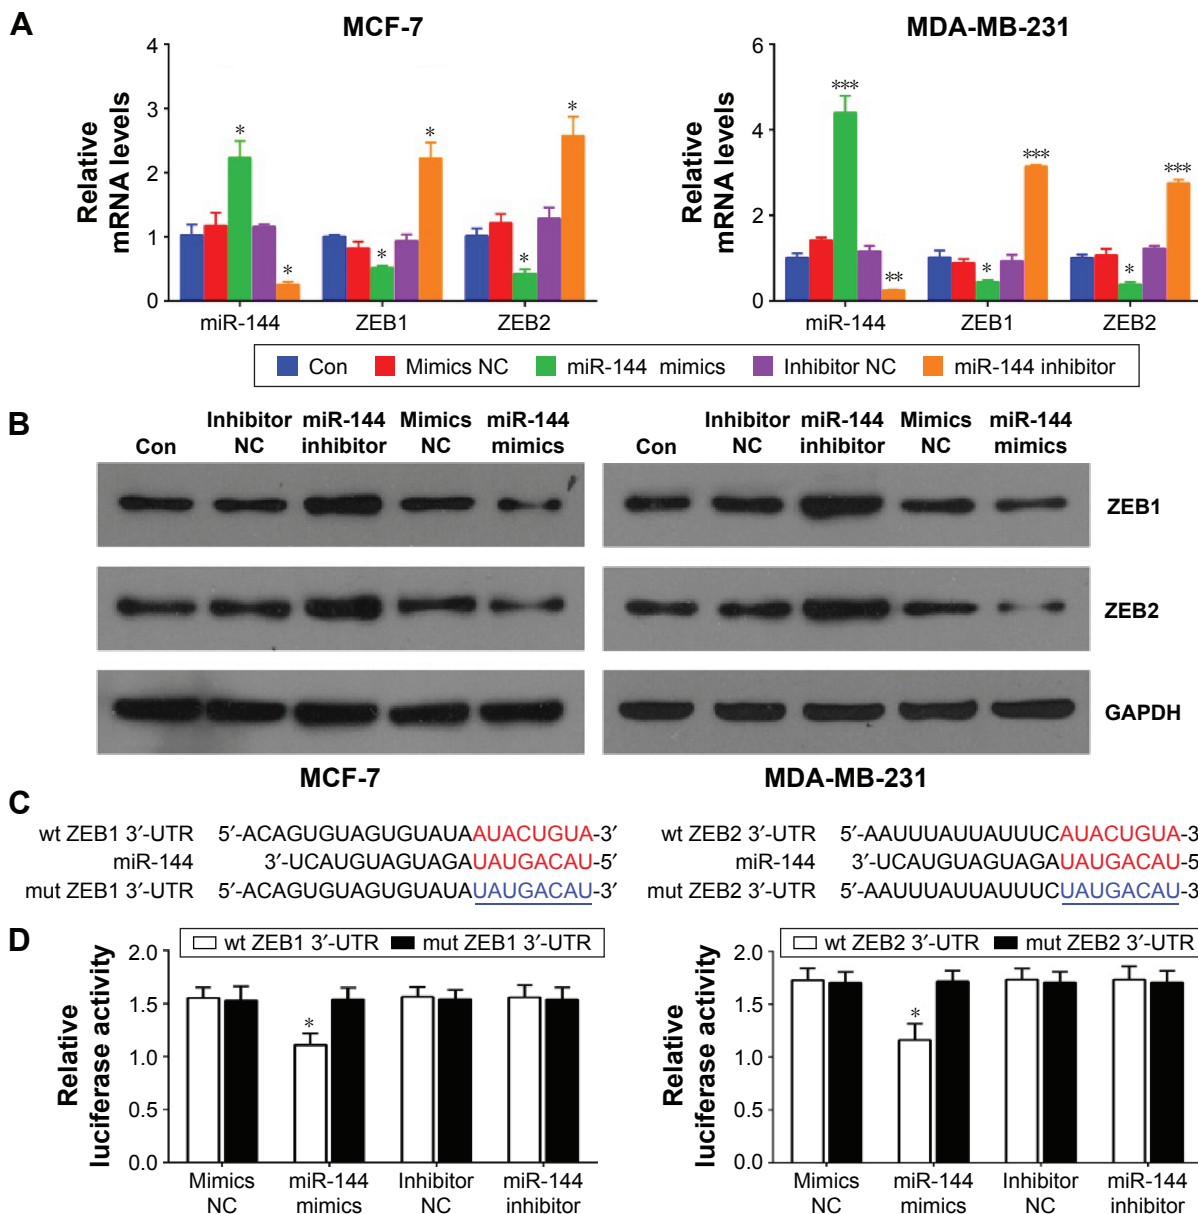 A
MCF-7
MDA-MB-231
Relative
mRNA levels
4
3
2
1
0
*
*
*
*
*
*
miR-144
ZEB1
ZEB2
Relative
mRNA levels
6
4
2
0
***
**
*
***
*
***
miR-144
ZEB1
ZEB2
Con
Mimics NC
miR-144 mimics
Inhibitor NC
miR-144 inhibitor
B
Con
Inhibitor NC
miR-144 inhibitor
Mimics NC
miR-144 mimics
Con
Inhibitor NC
miR-144 inhibitor
Mimics NC
miR-144 mimics
ZEB1
ZEB2
GAPDH
MCF-7
MDA-MB-231
C
wt ZEB1 3′-UTR 5′-ACAGUGUAGUGUAUAAUACUGUA-3′
miR-144 3′-UCAUGUAGUAGAUAUGACAU-5′
mut ZEB1 3′-UTR 5′-ACAGUGUAGUGUAUAUAUGACAU-3′
wt ZEB2 3′-UTR 5′-AAUUUAUUAUUUCAUACUGUA-3
miR-144 3′-UCAUGUAGUAGAUAUGACAU-5
mut ZEB2 3′-UTR 5′-AAUUUAUUAUUUCUAUGACAU-3
D
wt ZEB1 3′-UTR
mut ZEB1 3′-UTR
Relative
luciferase activity
2.0
1.5
1.0
0.5
0.0
*
Mimics NC
miR-144 mimics
Inhibitor NC
miR-144 inhibitor
wt ZEB2 3′-UTR
mut ZEB2 3′-UTR
Relative
luciferase activity
2.0
1.5
1.0
0.5
0.0
*
Mimics NC
miR-144 mimics
Inhibitor NC
miR-144 inhibitor